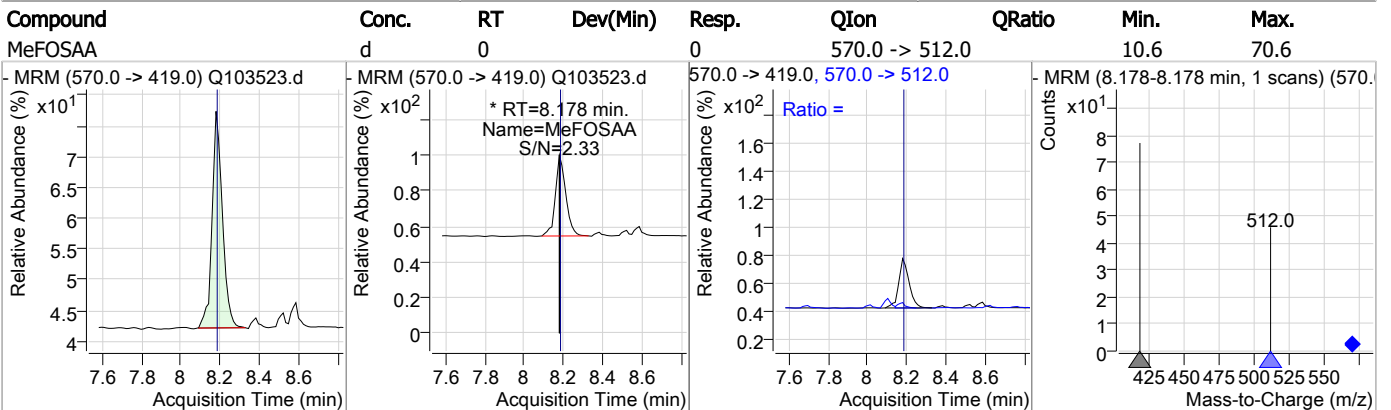 Compound Conc. RT Dev(Min) Resp. QIon QRatio Min. Max.
MeFOSAA d 0 0 570.0 -> 512.0 10.6 70.6
- MRM (570.0 -> 419.0) Q103523.d
x10¹
Relative Abundance (%)
7
6.5
6
5.5
5
4.5
4
7.6 7.8 8 8.2 8.4 8.6
Acquisition Time (min)
- MRM (570.0 -> 419.0) Q103523.d
x10²
* RT=8.178 min.
Name=MeFOSAA
S/N=2.33
Relative Abundance (%)
1
0.8
0.6
0.4
0.2
0
7.6 7.8 8 8.2 8.4 8.6
Acquisition Time (min)
570.0 -> 419.0, 570.0 -> 512.0
x10²
Ratio =
Relative Abundance (%)
1.6
1.4
1.2
1
0.8
0.6
0.4
0.2
7.6 7.8 8 8.2 8.4 8.6
Acquisition Time (min)
- MRM (8.178-8.178 min, 1 scans) (570.
x10¹
Counts
8
7
6
5
4
3
2
1
0
512.0
425 450 475 500 525 550
Mass-to-Charge (m/z)